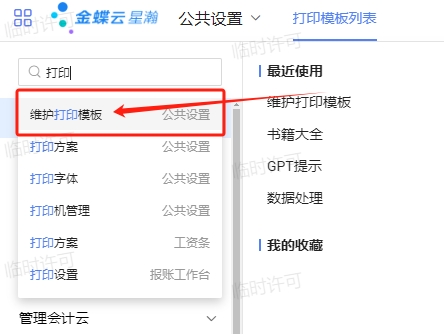 金蝶云 星瀚 公共设置 打印模板列表
打印
维护打印模板 公共设置
打印方案 公共设置
打印字体 公共设置
打印机管理 公共设置
打印方案 工资条
打印设置 报账工作台
管理会计云
最近使用
维护打印模板
书籍大全
GPT提示
数据处理
我的收藏
临时许可
临时许可
临时许可
临时许可
临时许可
临时许可